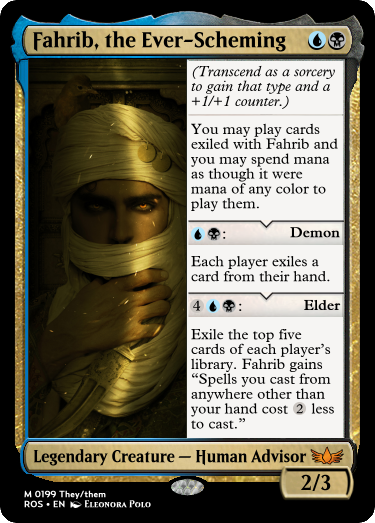 Fahrib, the Ever-Scheming
(Transcend as a sorcery
to gain that type and a
+1/+1 counter.)
You may play cards
exiled with Fahrib and
you may spend mana
as though it were
mana of any color to
play them.
: Demon
Each player exiles a
card from their hand.
4 : Elder
Exile the top five
cards of each player's
library. Fahrib gains
“Spells you cast from
anywhere other than
your hand cost 2 less
to cast.”
Legendary Creature — Human Advisor
2/3
M 0199 They/them
ROS • EN Eleonora Polo